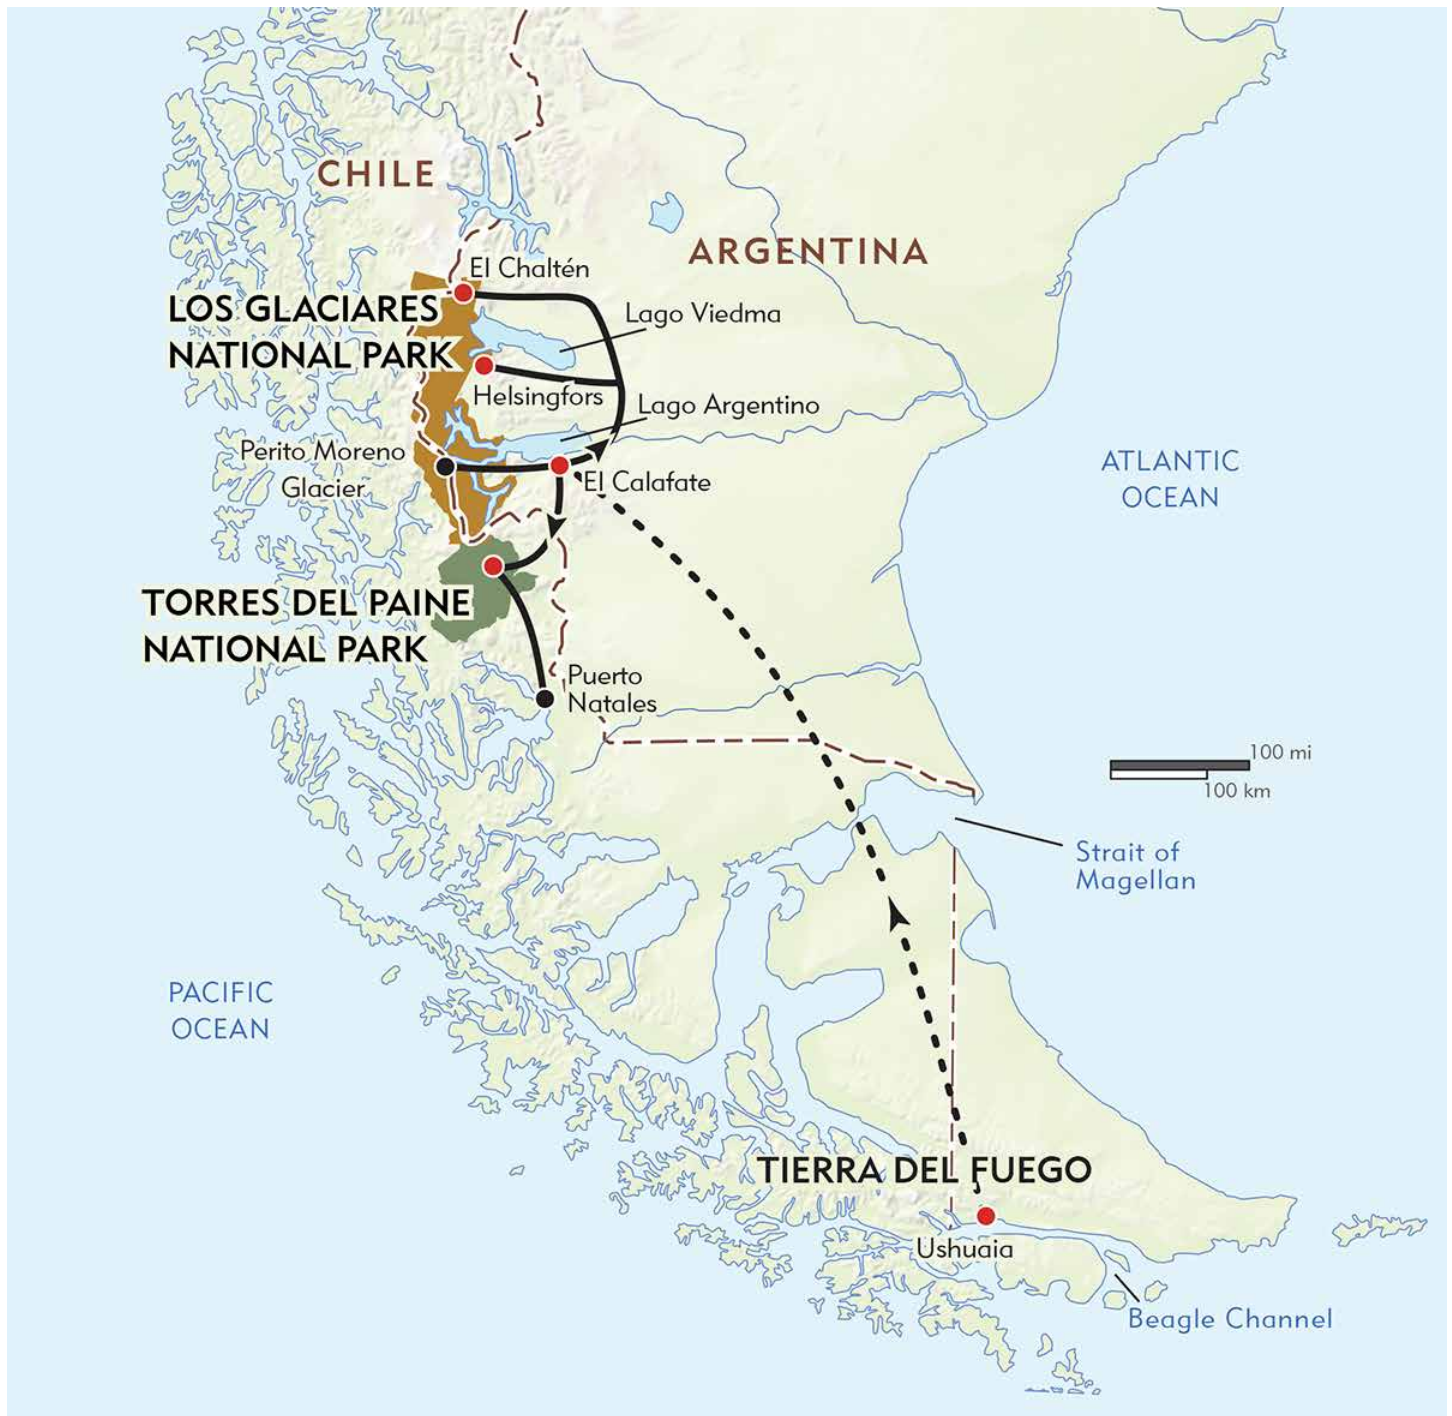 CHILE
ARGENTINA
El Chaltén
LOS GLACIARES
NATIONAL PARK
Lago Viedma
Helsingfors
Lago Argentino
Perito Moreno
Glacier
El Calafate
ATLANTIC
OCEAN
TORRES DEL PAINE
NATIONAL PARK
Puerto
Natales
100 mi
100 km
Strait of
Magellan
PACIFIC
OCEAN
TIERRA DEL FUEGO
Ushuaia
Beagle Channel